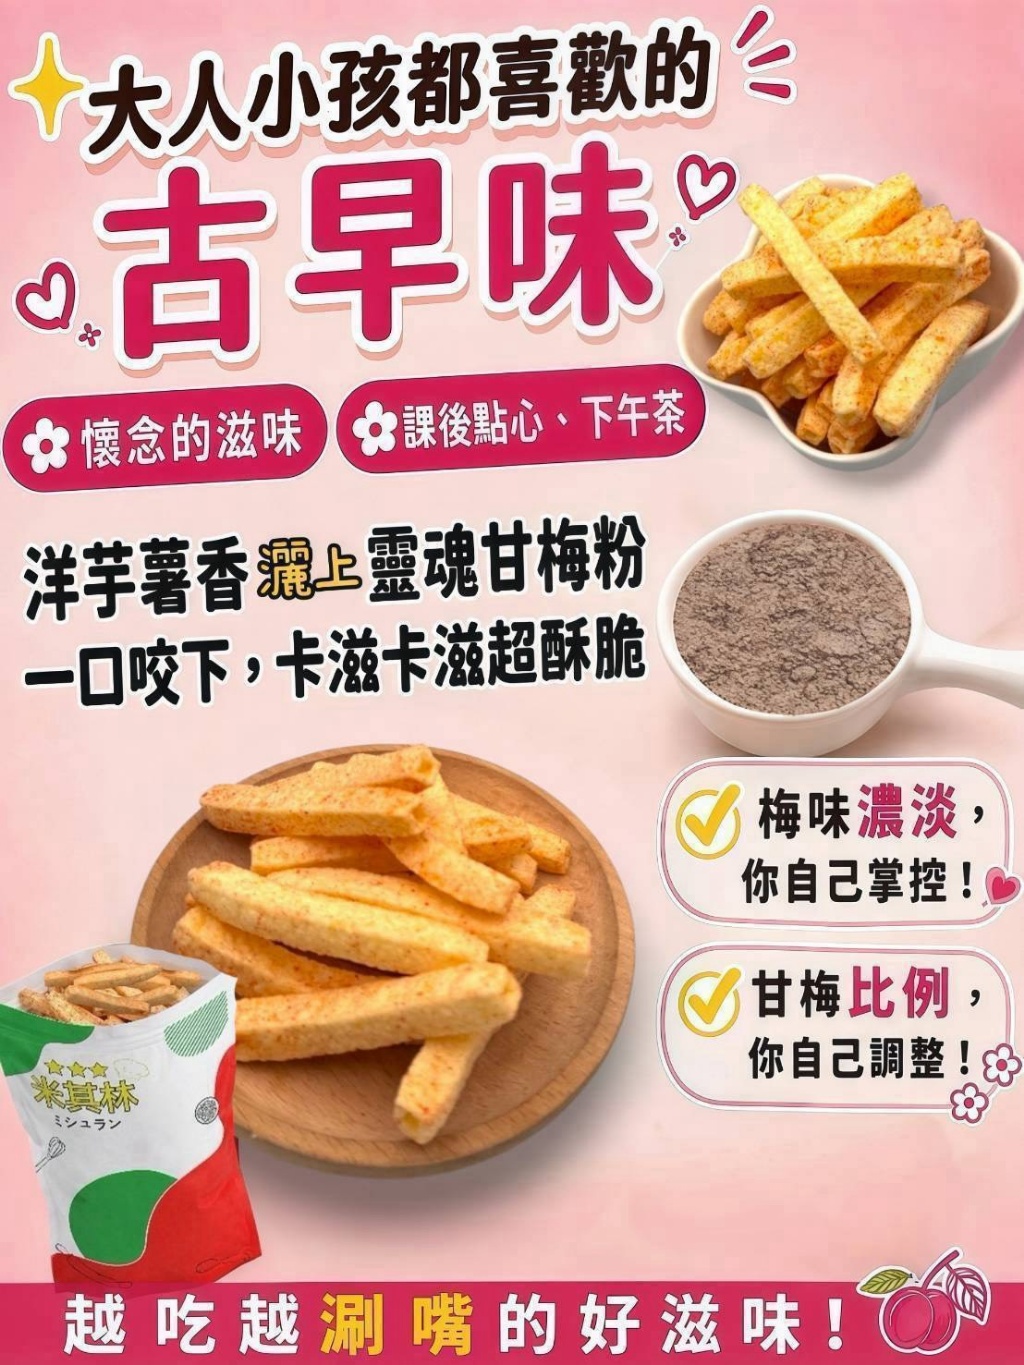 大人小孩都喜歡的
古早味
懷念的滋味
課後點心、下午茶
洋芋薯香灑上靈魂甘梅粉
一口咬下，卡滋卡滋超酥脆
梅味濃淡，
你自己掌控！
甘梅比例，
你自己調整！
米其林
ミシュラン
越吃越涮嘴的好滋味！